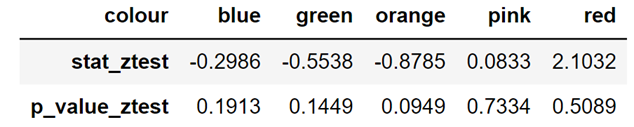 colour blue green orange pink red
stat_ztest -0.2986 -0.5538 -0.8785 0.0833 2.1032
p_value_ztest 0.1913 0.1449 0.0949 0.7334 0.5089